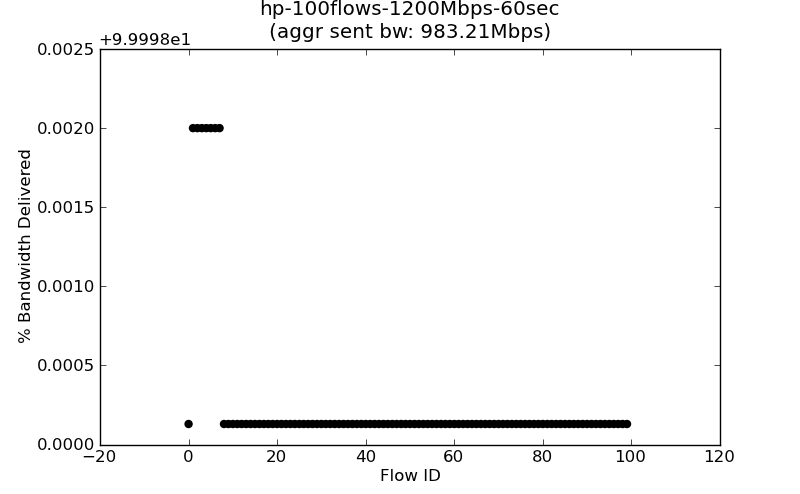 hp-100flows-1200Mbps-60sec
(aggr sent bw: 983.21Mbps)
+9.9998e1
0.0025
0.0020
0.0015
0.0010
0.0005
0.0000
% Bandwidth Delivered
−20 0 20 40 60 80 100 120
Flow ID